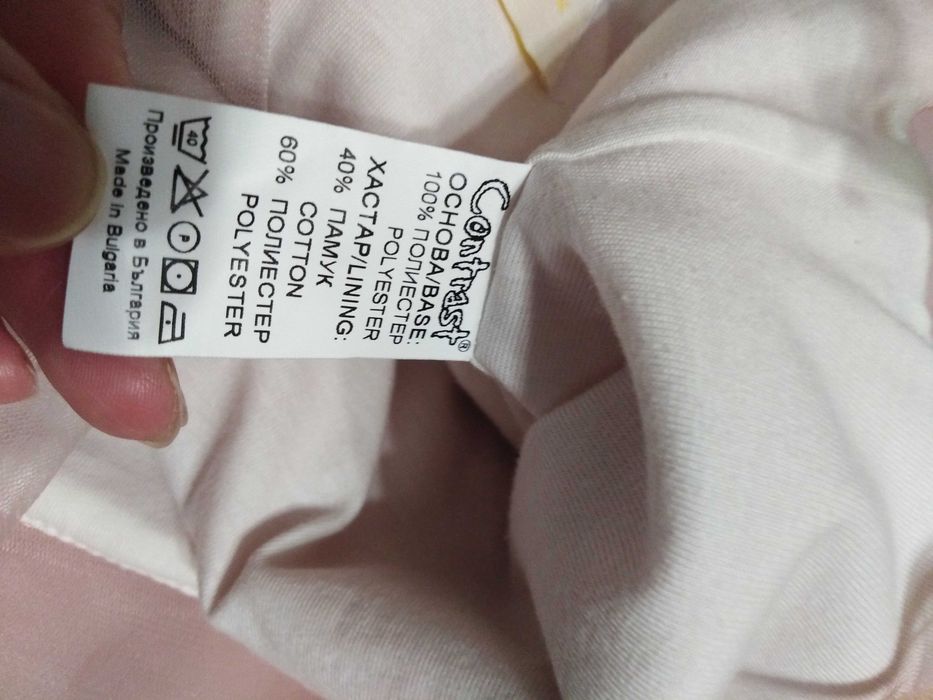 Contrast®
ОСНОВА/BASE:
100% ПОЛИЕСТЕР
POLYESTER
ХАСТАР/LINING:
40% ПАМУК
COTTON
60% ПОЛИЕСТЕР
POLYESTER
40 P
Произведено в България
Made in Bulgaria